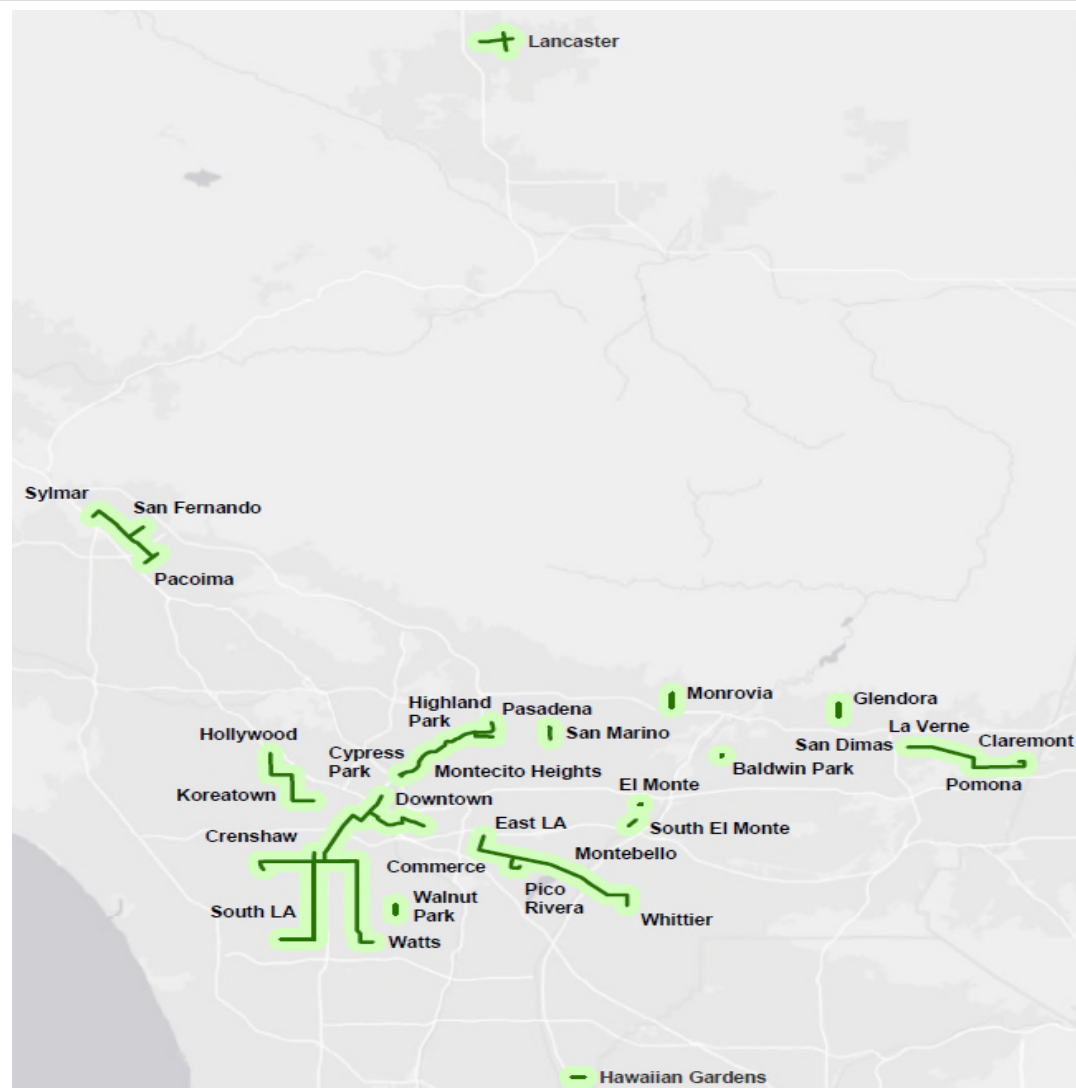 Lancaster
Sylmar
San Fernando
Pacoima
Monrovia
Glendora
Highland
Park
Pasadena
San Marino
La Verne
San Dimas
Claremont
Hollywood
Cypress
Park
Montecito Heights
Baldwin Park
Pomona
El Monte
Koreatown
Downtown
East LA
South El Monte
Crenshaw
Montebello
Commerce
Pico
Rivera
Walnut
Park
South LA
Whittier
Watts
Hawaiian Gardens